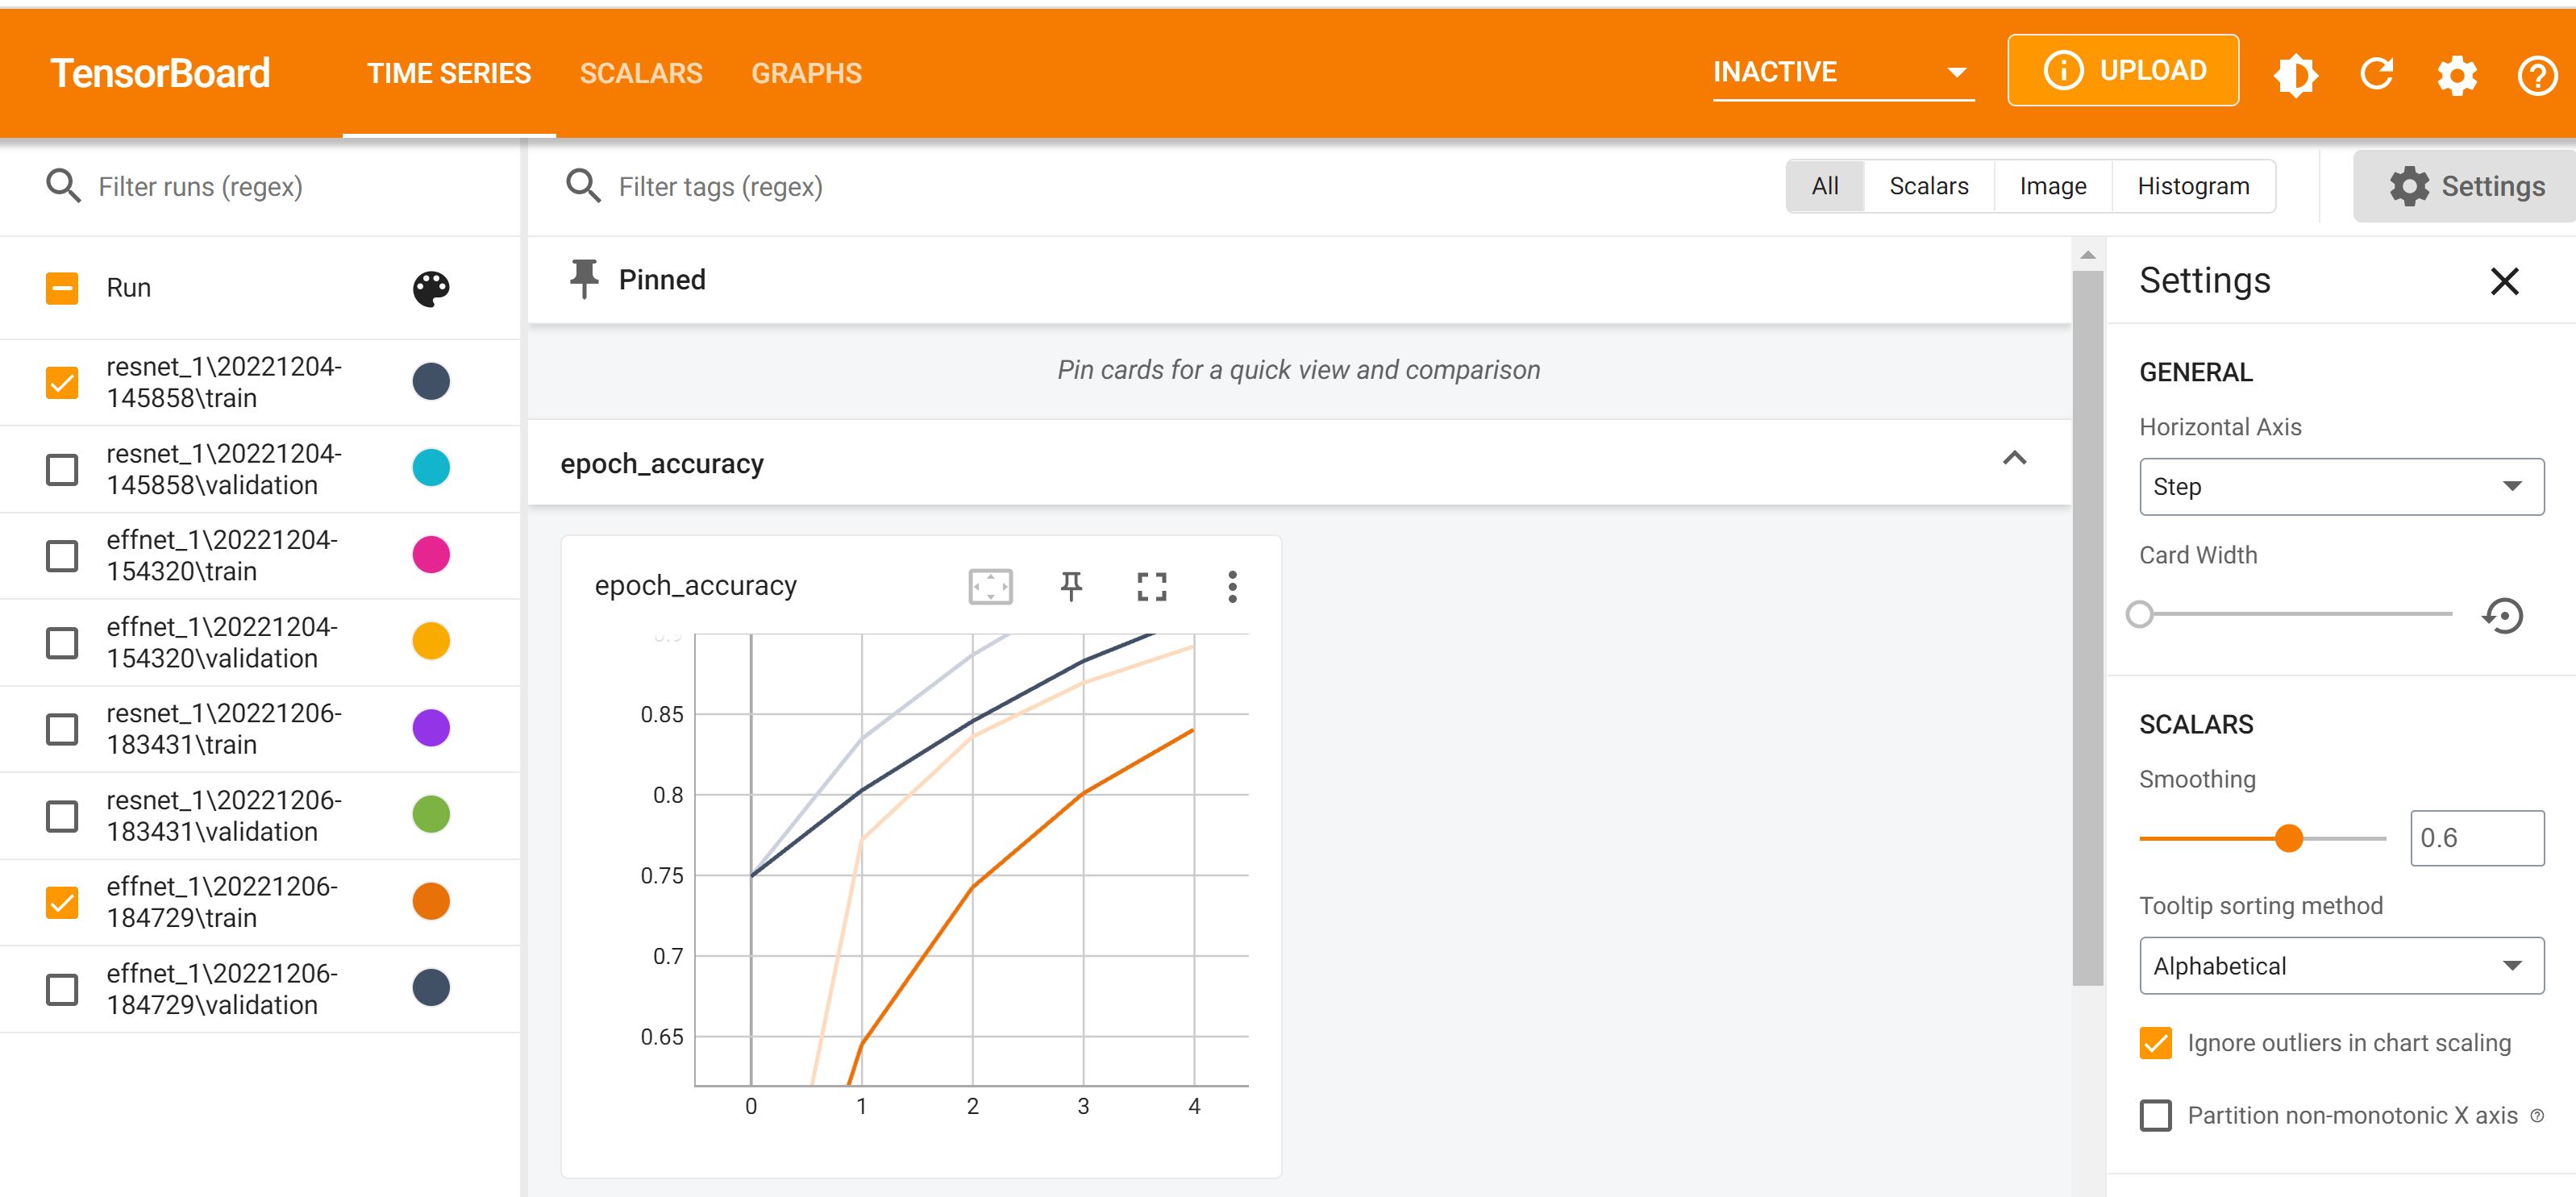 TensorBoard
TIME SERIES
SCALARS
GRAPHS
INACTIVE
UPLOAD
Filter runs (regex)
Filter tags (regex)
All
Scalars
Image
Histogram
Settings
Run
resnet_1\20221204-
145858\train
resnet_1\20221204-
145858\validation
effnet_1\20221204-
154320\train
effnet_1\20221204-
154320\validation
resnet_1\20221206-
183431\train
resnet_1\20221206-
183431\validation
effnet_1\20221206-
184729\train
effnet_1\20221206-
184729\validation
Pinned
Pin cards for a quick view and comparison
epoch_accuracy
epoch_accuracy
0.85
0.8
0.75
0.7
0.65
0
1
2
3
4
Settings
GENERAL
Horizontal Axis
Step
Card Width
SCALARS
Smoothing
0.6
Tooltip sorting method
Alphabetical
Ignore outliers in chart scaling
Partition non-monotonic X axis